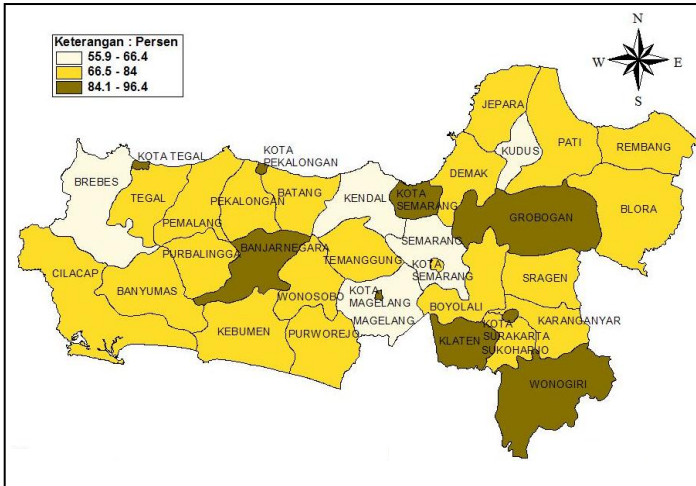 Keterangan : Persen
55.9 - 66.4
66.5 - 84
84.1 - 96.4
N
W
E
S
JEPARA
KUDUS
PATI
REMBANG
KOTA TEGAL
KOTA
PEKALONGAN
BREBES
TEGAL
PEMALANG
PEKALONGAN
BATANG
KENDAL
KOTA
SEMARANG
DEMAK
GROBOGAN
BLORA
CILACAP
BANYUMAS
PURBALINGGA
BANJARNEGARA
WONOSOBO
TEMANGGUNG
SEMARANG
KOTA
SEMARANG
KOTA
MAGELANG
MAGELANG
BOYOLALI
SRAGEN
KEBUMEN
PURWOREJO
KLATEN
KOTA
SURAKARTA
SUKOHARJO
KARANGANYAR
WONOGIRI